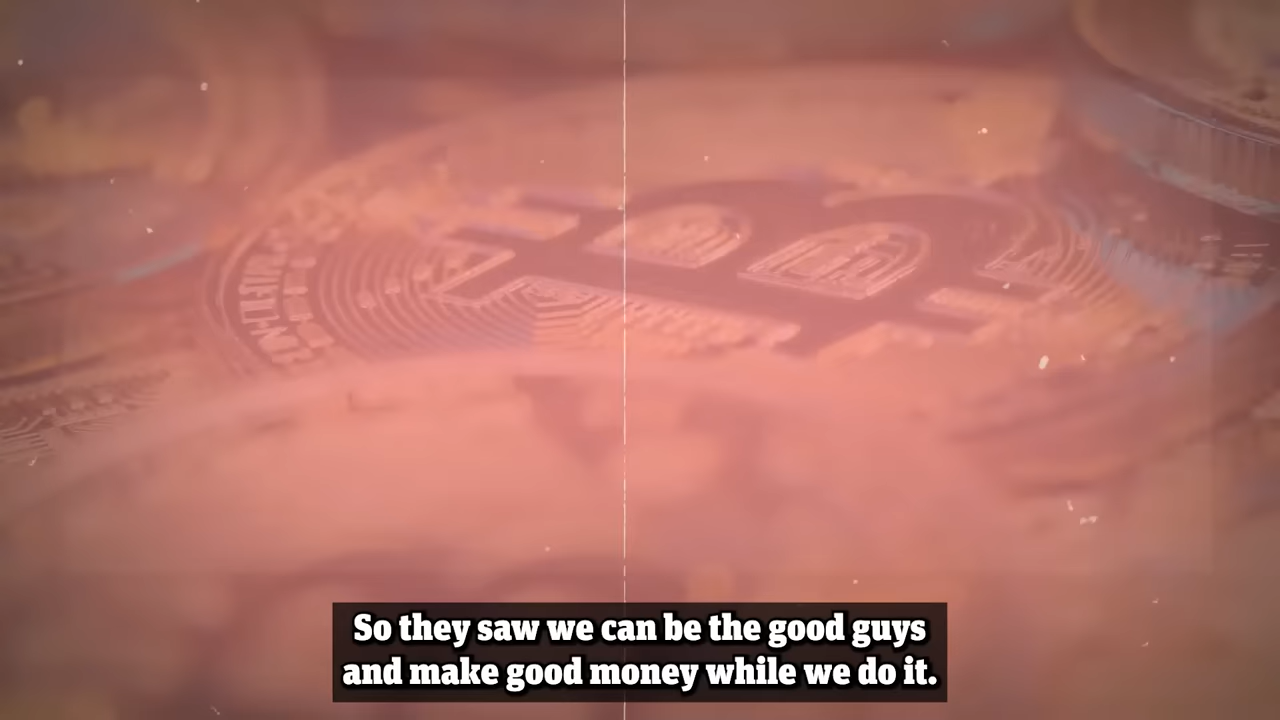 So they saw we can be the good guys
and make good money while we do it.